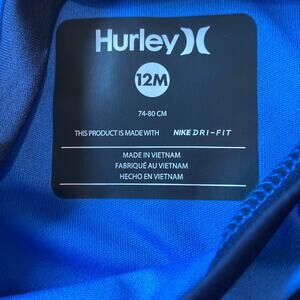 Hurley
12M
74-80 CM
THIS PRODUCT IS MADE WITH NIKE DRI-FIT
MADE IN VIETNAM
FABRIQUÉ AU VIETNAM
HECHO EN VIETNAM